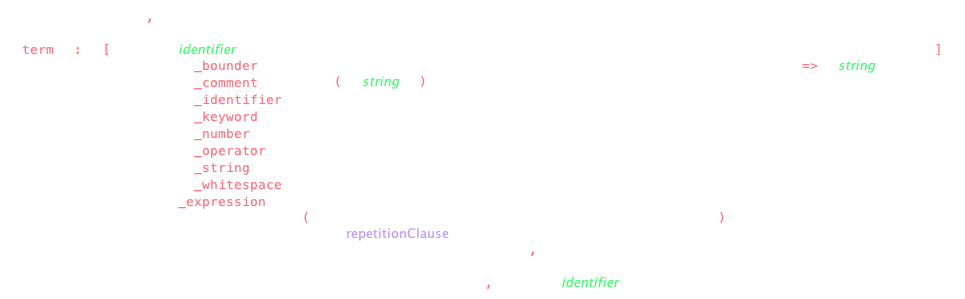 ,
term : [ identifier ]
_bounder => string
_comment ( string )
_identifier
_keyword
_number
_operator
_string
_whitespace
_expression
( )
repetitionClause
,
, identifier